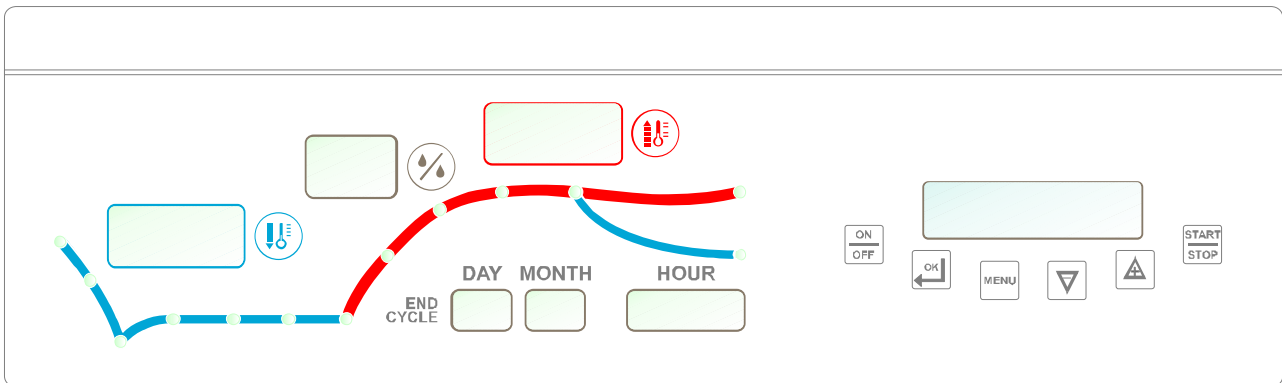 DAY MONTH HOUR
END
CYCLE
ON
OFF
OK
MENU
START
STOP